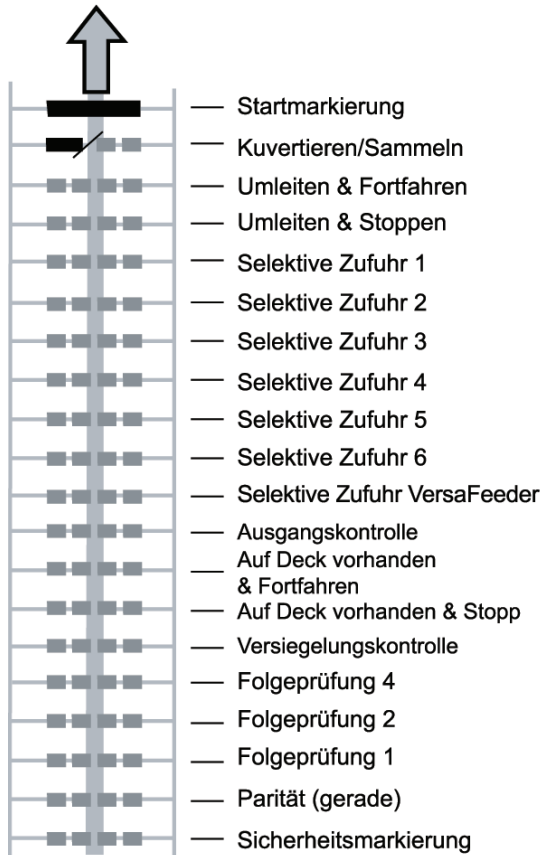 Startmarkierung
Kuvertieren/Sammeln
Umleiten & Fortfahren
Umleiten & Stoppen
Selektive Zufuhr 1
Selektive Zufuhr 2
Selektive Zufuhr 3
Selektive Zufuhr 4
Selektive Zufuhr 5
Selektive Zufuhr 6
Selektive Zufuhr VersaFeeder
Ausgangskontrolle
Auf Deck vorhanden
& Fortfahren
Auf Deck vorhanden & Stopp
Versiegelungskontrolle
Folgeprüfung 4
Folgeprüfung 2
Folgeprüfung 1
Parität (gerade)
Sicherheitsmarkierung